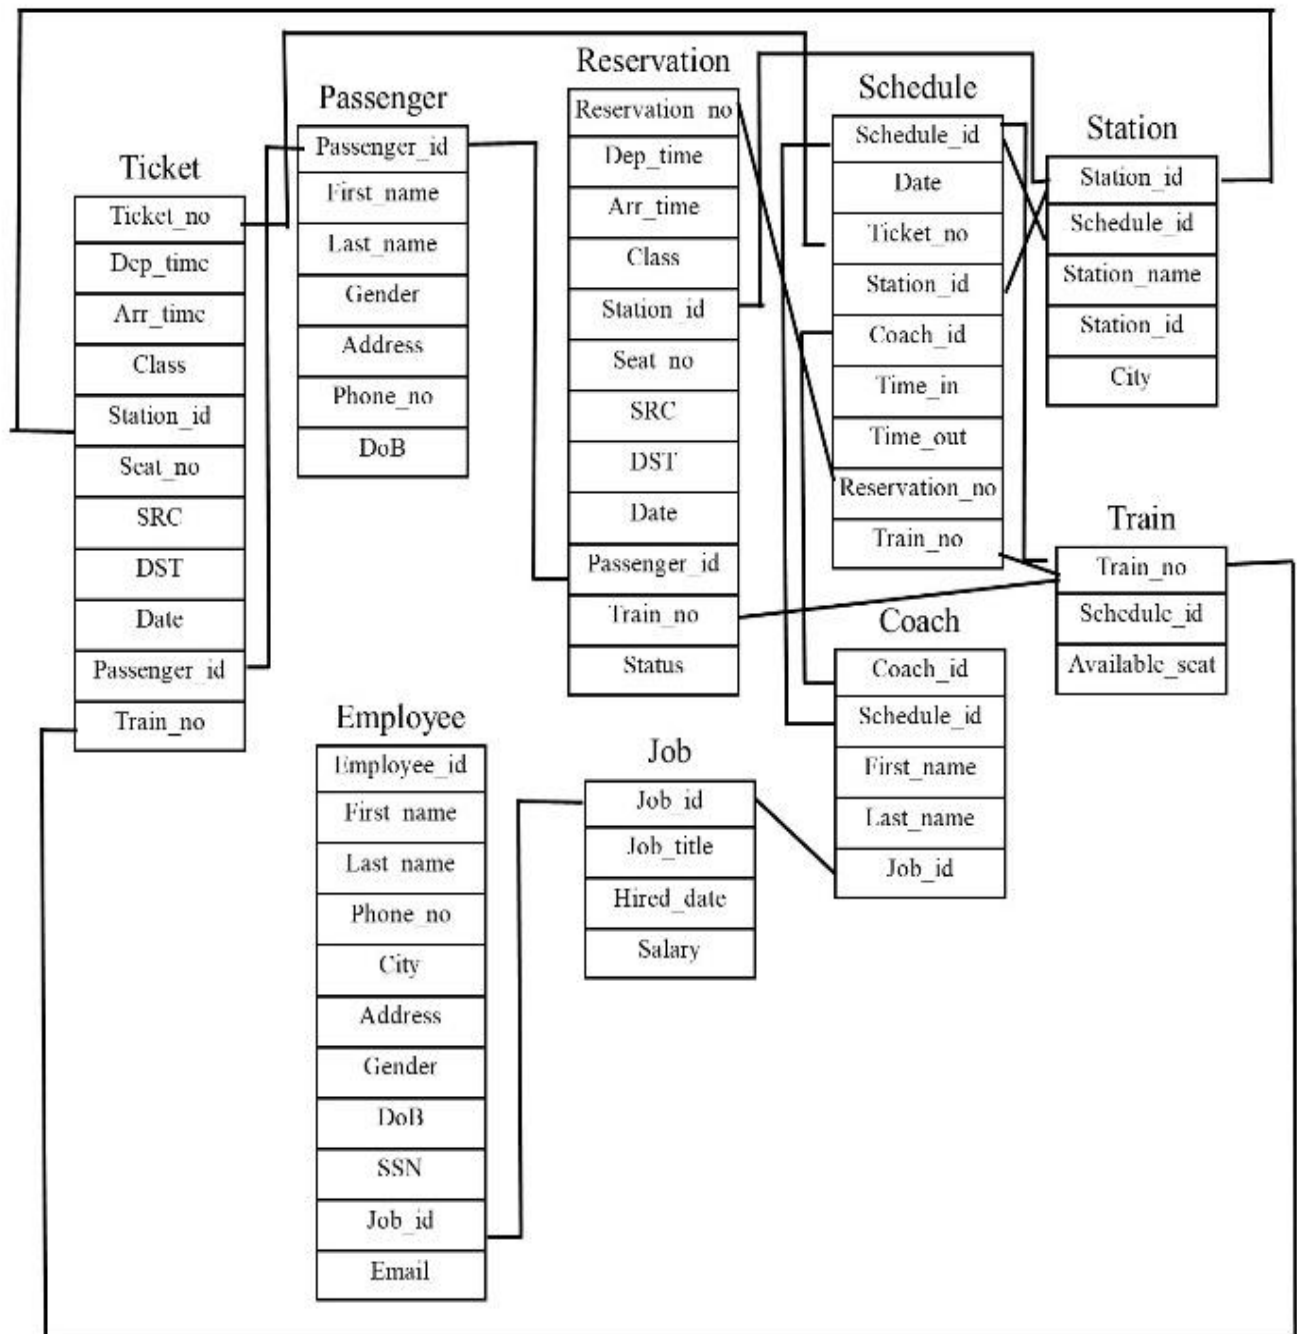 Ticket
Ticket_no
Dep_time
Arr_time
Class
Station_id
Seat_no
SRC
DST
Date
Passenger_id
Train_no
Passenger
Passenger_id
First_name
Last_name
Gender
Address
Phone_no
DoB
Reservation
Reservation_no
Dep_time
Arr_time
Class
Station_id
Seat_no
SRC
DST
Date
Passenger_id
Train_no
Status
Schedule
Schedule_id
Date
Ticket_no
Station_id
Coach_id
Time_in
Time_out
Reservation_no
Train_no
Station
Station_id
Schedule_id
Station_name
Station_id
City
Train
Train_no
Schedule_id
Available_seat
Employee
Employee_id
First_name
Last_name
Phone_no
City
Address
Gender
DoB
SSN
Job_id
Email
Job
Job_id
Job_title
Hired_date
Salary
Coach
Coach_id
Schedule_id
First_name
Last_name
Job_id